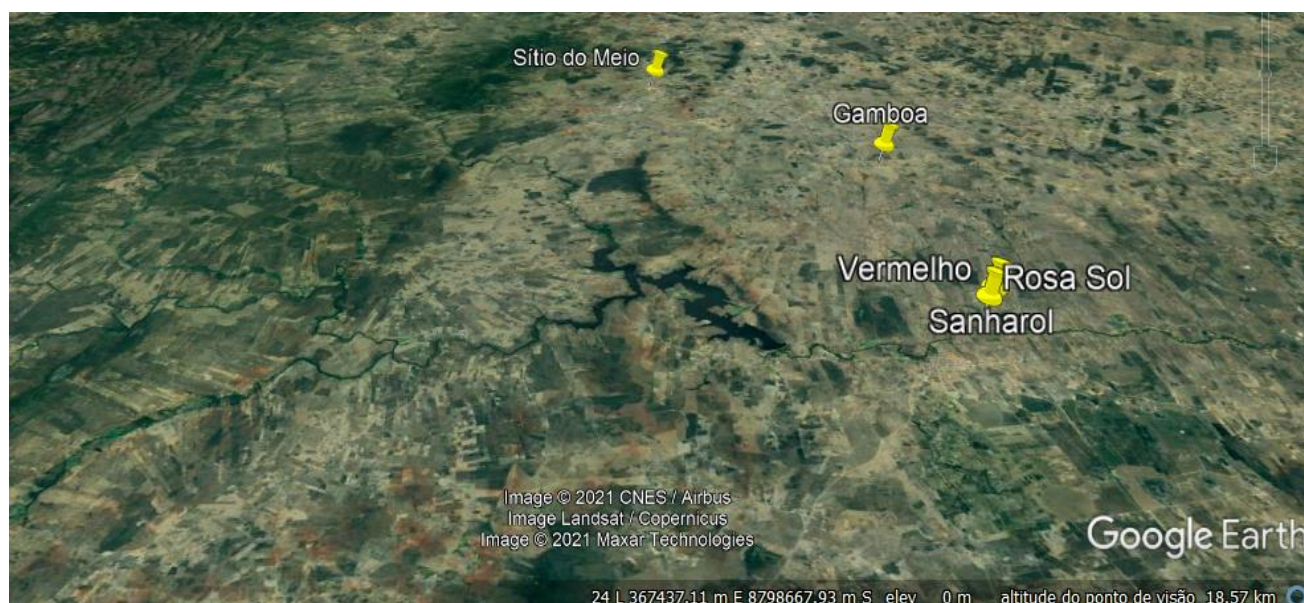 Sítio do Meio
Gamboa
Vermelho
Rosa Sol
Sanharol
Image © 2021 CNES / Airbus
Image Landsat / Copernicus
Image © 2021 Maxar Technologies
Google Earth
24 L 367437.11 m E 8798667.93 m S elev 0 m altitude do ponto de visão 18.57 km